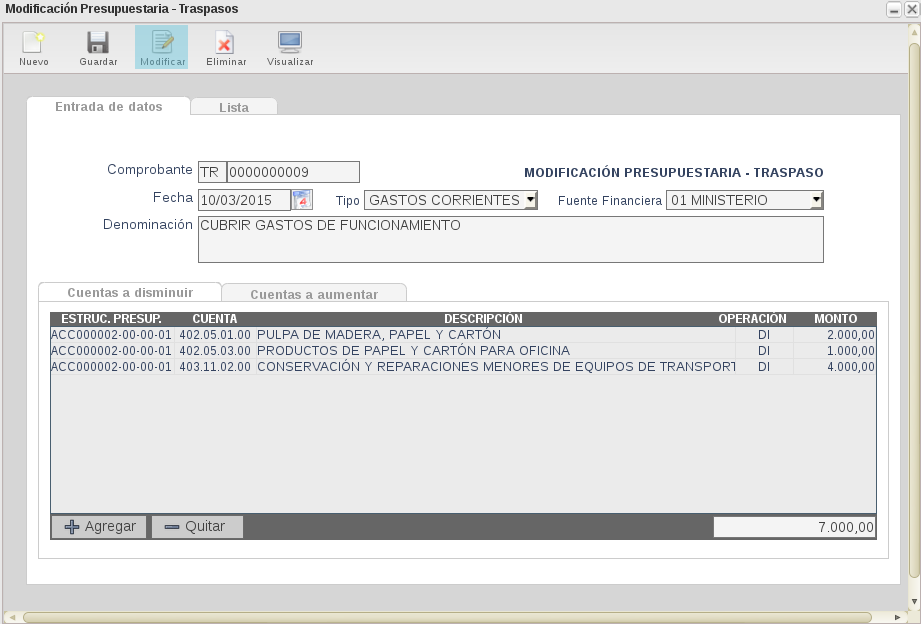 Modificación Presupuestaria - Traspasos
Nuevo Guardar Modificar Eliminar Visualizar
Entrada de datos Lista
Comprobante TR 0000000009 MODIFICACIÓN PRESUPUESTARIA - TRASPASO
Fecha 10/03/2015 Tipo GASTOS CORRIENTES Fuente Financiera 01 MINISTERIO
Denominación CUBRIR GASTOS DE FUNCIONAMIENTO
Cuentas a disminuir Cuentas a aumentar
ESTRUC. PRESUP. CUENTA DESCRIPCIÓN OPERACIÓN MONTO
ACC000002-00-00-01 402.05.01.00 PULPA DE MADERA, PAPEL Y CARTÓN DI 2.000,00
ACC000002-00-00-01 402.05.03.00 PRODUCTOS DE PAPEL Y CARTÓN PARA OFICINA DI 1.000,00
ACC000002-00-00-01 403.11.02.00 CONSERVACIÓN Y REPARACIONES MENORES DE EQUIPOS DE TRANSPORT DI 4.000,00
Agregar Quitar 7.000,00